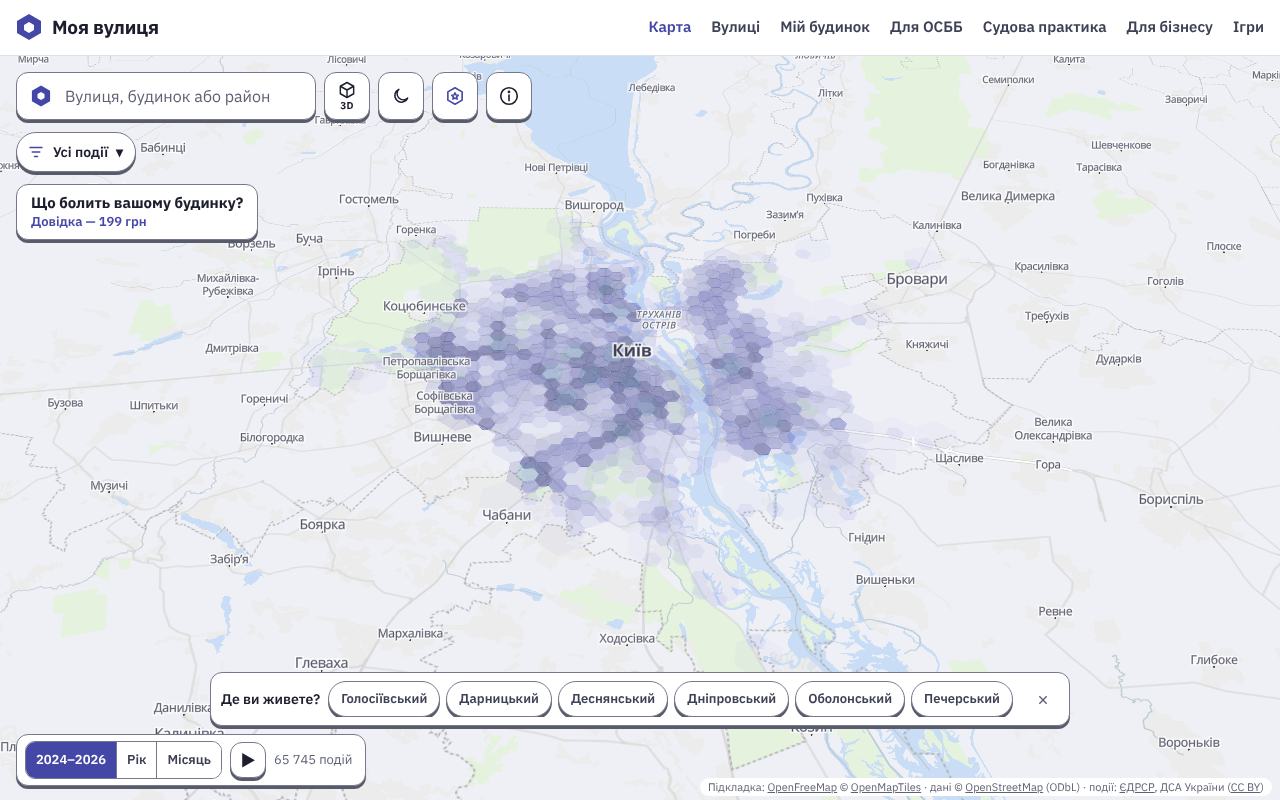 Моя вулиця
Карта Вулиці Мій будинок Для ОСББ Судова практика Для бізнесу Ігри
Мирча
Лісовичі
Калита
Вулиця, будинок або район
3D
Лебедівка
Літки
Семиполки
Заворичі
Усі події ▾
Бабинці
Нові Петрівці
Шевченкове
Богданівка
Тарасівка
Що болить вашому будинку?
Довідка — 199 грн
Гостомель
Вишгород
Пухівка
Велика Димерка
Зазим'я
Горенка
Погреби
Калинівка
Плоске
Борзель
Буча
Ірпінь
Михайлівка-
Рубежівка
Бровари
Красилівка
Гоголів
Коцюбинське
ТРУХАНІВ
ОСТРІВ
Требухів
Дмитрівка
Київ
Княжичі
Дударків
Петропавлівська
Борщагівка
Софіївська
Борщагівка
Бузова
Шпитьки
Гореничі
Білогородка
Вишневе
Велика
Олександрівка
Щасливе
Гора
Музичі
Бориспіль
Чабани
Боярка
Гнідин
Забір'я
Вишеньки
Ревне
Мархалівка
Ходосівка
Глеваха
Глибоке
Де ви живете? Голосіївський Дарницький Деснянський Дніпровський Оболонський Печерський ×
Данилівка
Калинівка
Козин
Вороньків
2024–2026 Рік Місяць ▶ 65 745 подій
Підкладка: OpenFreeMap © OpenMapTiles · дані © OpenStreetMap (ODbL) · події: ЄДРСР, ДСА України (CC BY)